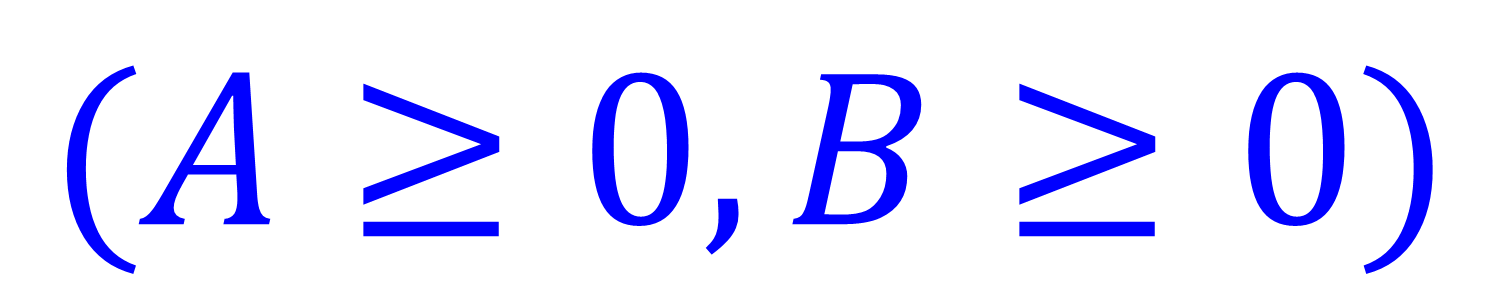 (A ≥ 0, B ≥ 0)